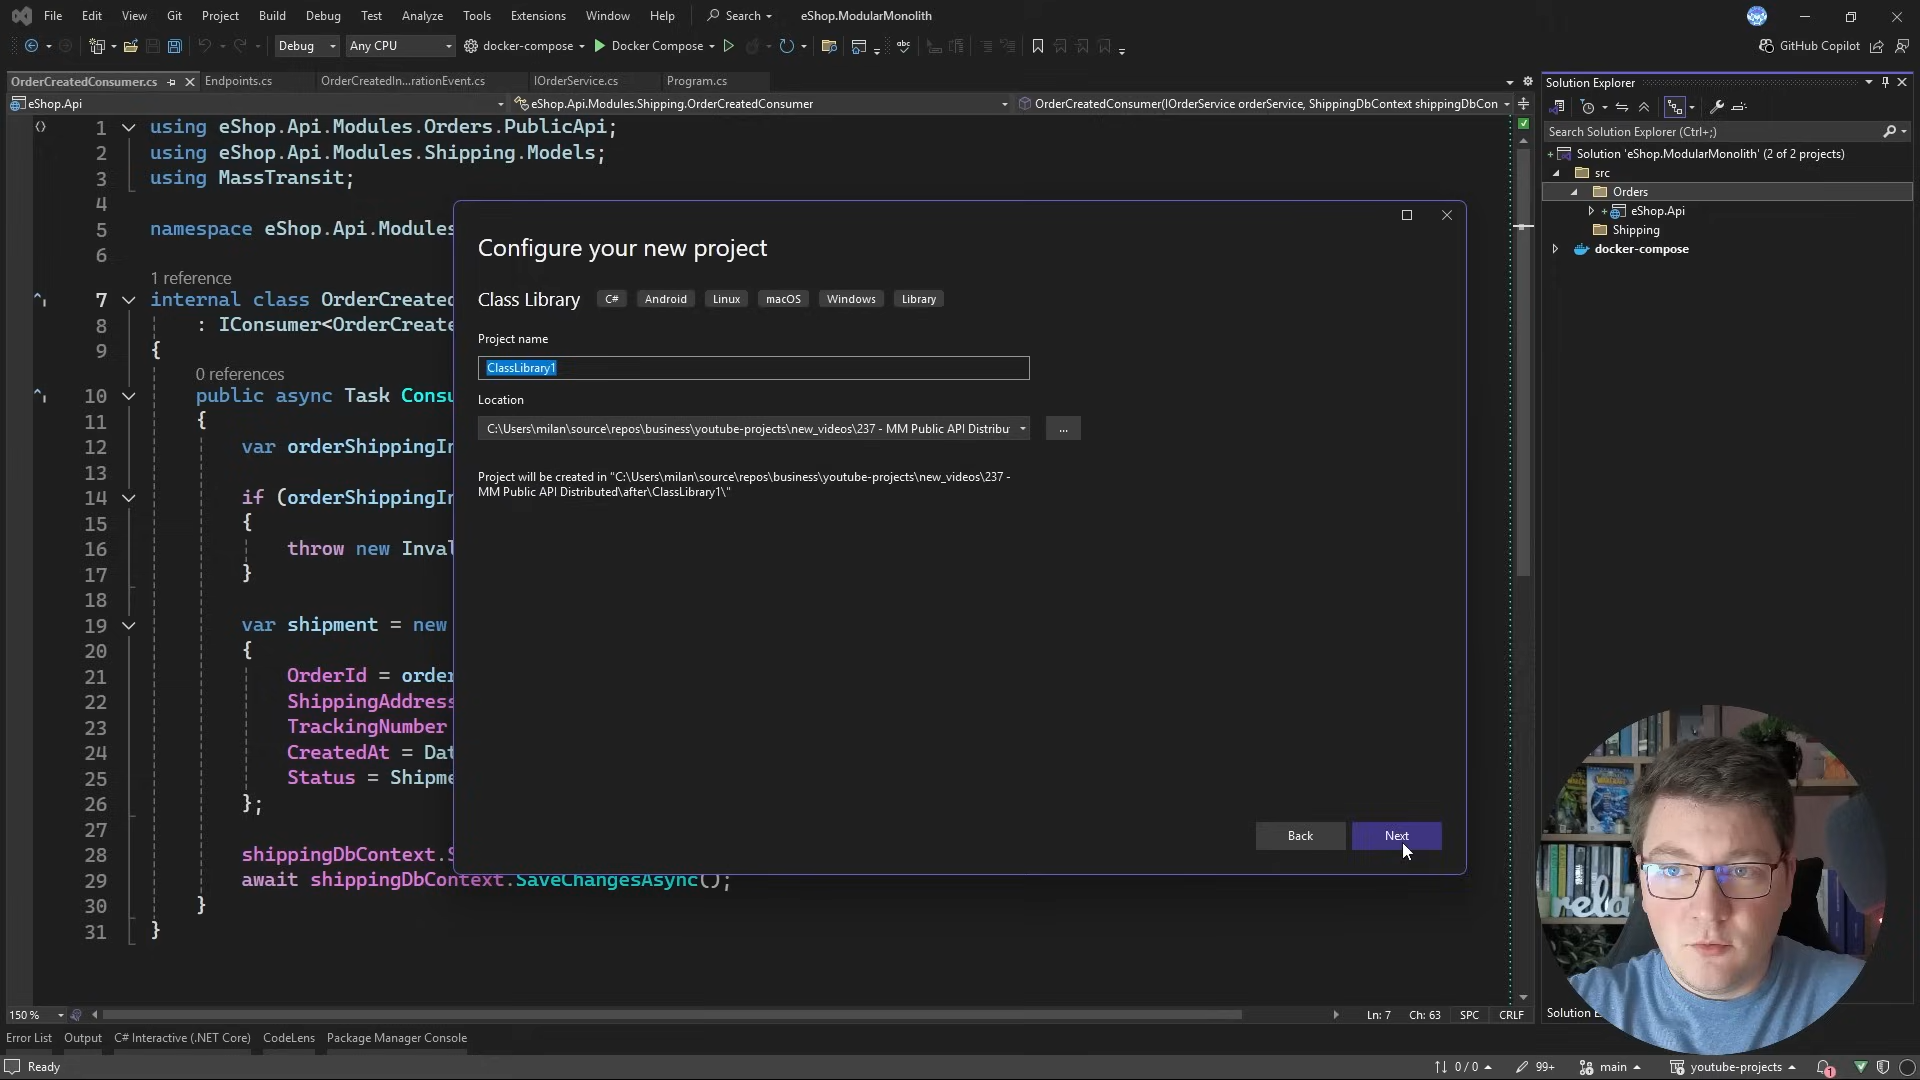 File Edit View Git Project Build Debug Test Analyze Tools Extensions Window Help Search eShop.ModularMonolith
Debug Any CPU docker-compose Docker Compose GitHub Copilot
OrderCreatedConsumer.cs Endpoints.cs OrderCreatedIn...rationEvent.cs IOrderService.cs Program.cs
eShop.Api eShop.Api.Modules.Shipping.OrderCreatedConsumer OrderCreatedConsumer(IOrderService orderService, ShippingDbContext shippingDbCon
1 using eShop.Api.Modules.Orders.PublicApi;
2 using eShop.Api.Modules.Shipping.Models;
3 using MassTransit;
4
5 namespace eShop.Api.Modules
6
1 reference
7 internal class OrderCreated
8 : IConsumer<OrderCreate
9 {
0 references
10 public async Task Consu
11 {
12 var orderShippingIn
13
14 if (orderShippingIn
15 {
16 throw new Inval
17 }
18
19 var shipment = new
20 {
21 OrderId = order
22 ShippingAddress
23 TrackingNumber
24 CreatedAt = Dat
25 Status = Shipme
26 };
27
28 shippingDbContext.S
29 await shippingDbContext.SaveChangesAsync();
30 }
31 }
Configure your new project
Class Library C# Android Linux macOS Windows Library
Project name
ClassLibrary1
Location
C:\Users\milan\source\repos\business\youtube-projects\new_videos\237 - MM Public API Distribut
...
Project will be created in "C:\Users\milan\source\repos\business\youtube-projects\new_videos\237 -
MM Public API Distributed\after\ClassLibrary1\"
Back Next
Solution Explorer
Search Solution Explorer (Ctrl+;)
Solution 'eShop.ModularMonolith' (2 of 2 projects)
src
Orders
eShop.Api
Shipping
docker-compose
150 % Ln: 7 Ch: 63 SPC CRLF
Solution E
Error List Output C# Interactive (.NET Core) CodeLens Package Manager Console
Ready 0 / 0 99+ main youtube-projects 1